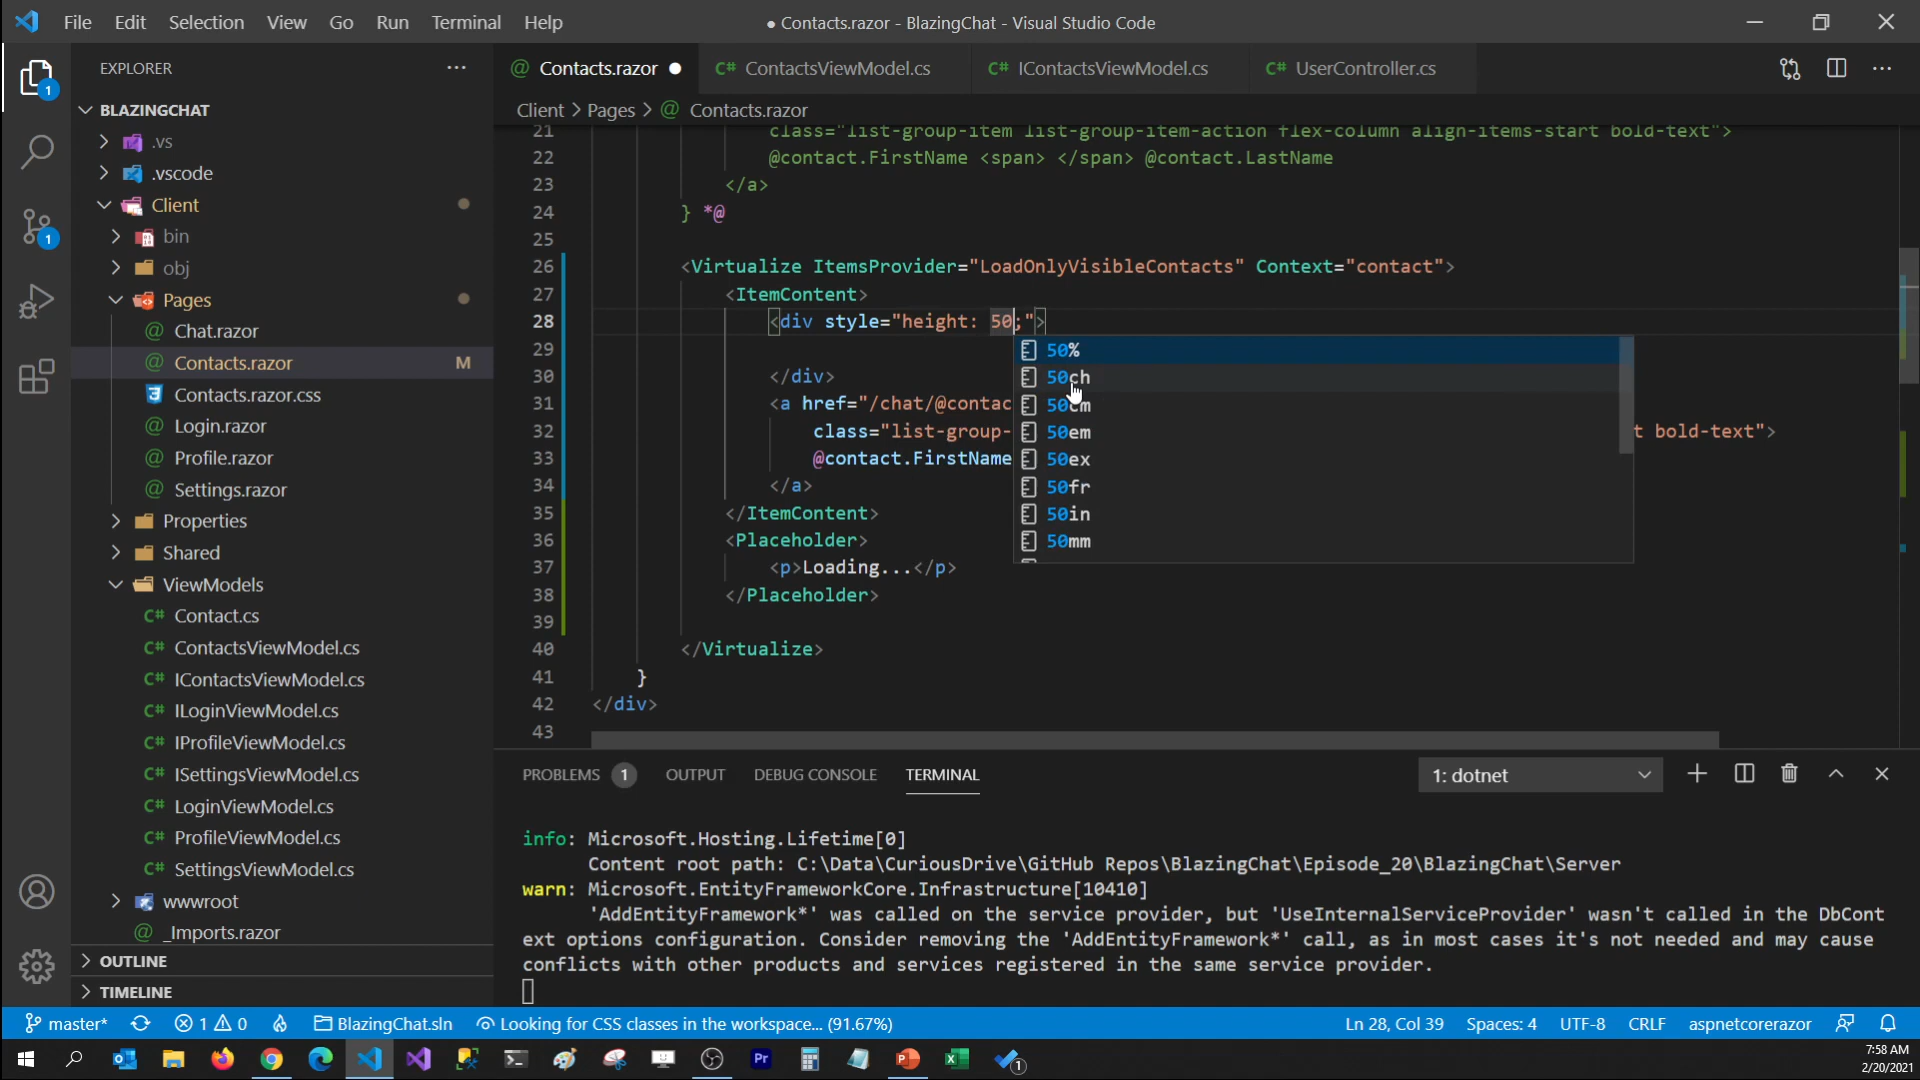 File Edit Selection View Go Run Terminal Help
● Contacts.razor - BlazingChat - Visual Studio Code
EXPLORER
Contacts.razor
C# ContactsViewModel.cs
C# IContactsViewModel.cs
C# UserController.cs
1
BLAZINGCHAT
Client > Pages > @ Contacts.razor
.vs
.vscode
Client
bin
obj
Pages
@ Chat.razor
@ Contacts.razor M
Contacts.razor.css
@ Login.razor
@ Profile.razor
@ Settings.razor
Properties
Shared
ViewModels
C# Contact.cs
C# ContactsViewModel.cs
C# IContactsViewModel.cs
C# ILoginViewModel.cs
C# IProfileViewModel.cs
C# ISettingsViewModel.cs
C# LoginViewModel.cs
C# ProfileViewModel.cs
C# SettingsViewModel.cs
wwwroot
@ _Imports.razor
OUTLINE
TIMELINE
1
21 class="list-group-item list-group-item-action flex-column align-items-start bold-text">
22 @contact.FirstName <span> </span> @contact.LastName
23 </a>
24 } *@
25
26 <Virtualize ItemsProvider="LoadOnlyVisibleContacts" Context="contact">
27 <ItemContent>
28 <div style="height: 50;">
29
30 </div>
31 <a href="/chat/@contac
32 class="list-group- t bold-text">
33 @contact.FirstName
34 </a>
35 </ItemContent>
36 <Placeholder>
37 <p>Loading...</p>
38 </Placeholder>
39
40 </Virtualize>
41 }
42 </div>
43
50%
50ch
50cm
50em
50ex
50fr
50in
50mm
PROBLEMS 1 OUTPUT DEBUG CONSOLE TERMINAL
1: dotnet
info: Microsoft.Hosting.Lifetime[0]
Content root path: C:\Data\CuriousDrive\GitHub Repos\BlazingChat\Episode_20\BlazingChat\Server
warn: Microsoft.EntityFrameworkCore.Infrastructure[10410]
'AddEntityFramework*' was called on the service provider, but 'UseInternalServiceProvider' wasn't called in the DbCont
ext options configuration. Consider removing the 'AddEntityFramework*' call, as in most cases it's not needed and may cause
conflicts with other products and services registered in the same service provider.
master* 1 0 BlazingChat.sln Looking for CSS classes in the workspace... (91.67%)
Ln 28, Col 39 Spaces: 4 UTF-8 CRLF aspnetcorerazor
Pr
1
7:58 AM
2/20/2021